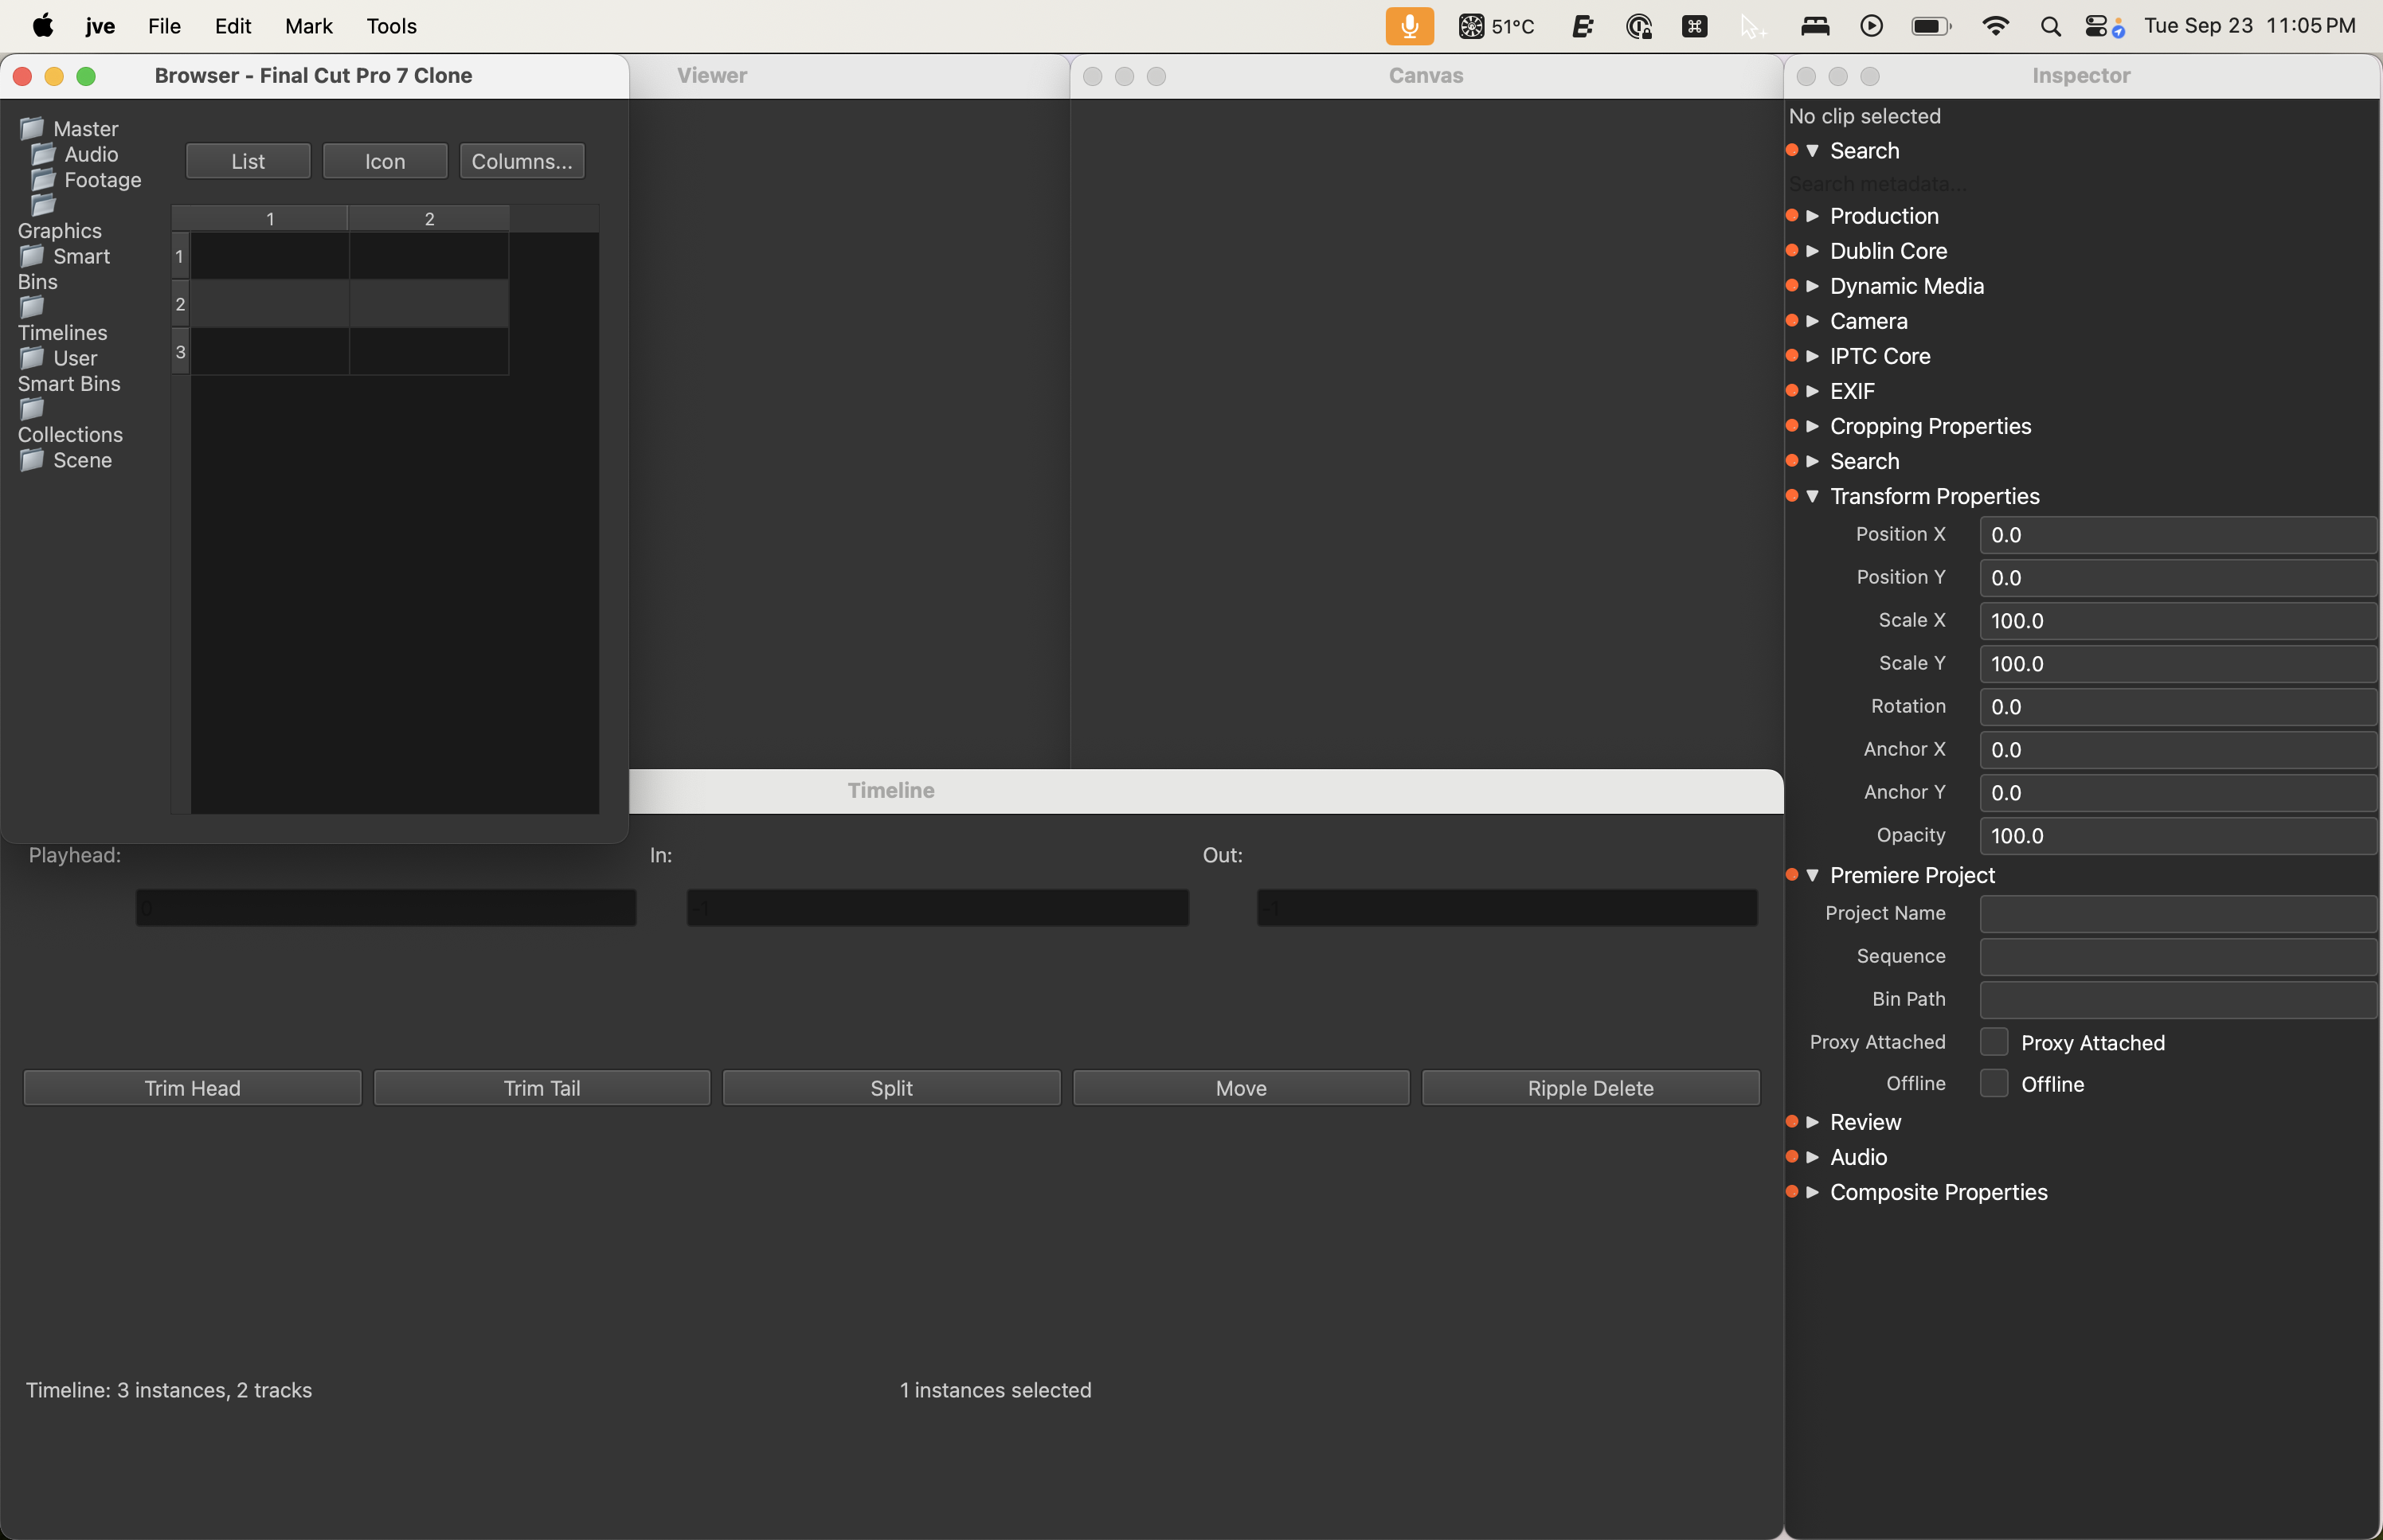 jve File Edit Mark Tools 51°C Tue Sep 23 11:05 PM
Browser - Final Cut Pro 7 Clone
Viewer
Canvas
Inspector
Master
Audio
Footage
Graphics
Smart
Bins
Timelines
User
Smart Bins
Collections
Scene
List Icon Columns...
1 2
1
2
3
Timeline
Playhead: In: Out:
0 -1 -1
Trim Head Trim Tail Split Move Ripple Delete
Timeline: 3 instances, 2 tracks 1 instances selected
No clip selected
Search
Search metadata...
Production
Dublin Core
Dynamic Media
Camera
IPTC Core
EXIF
Cropping Properties
Search
Transform Properties
Position X 0.0
Position Y 0.0
Scale X 100.0
Scale Y 100.0
Rotation 0.0
Anchor X 0.0
Anchor Y 0.0
Opacity 100.0
Premiere Project
Project Name
Sequence
Bin Path
Proxy Attached Proxy Attached
Offline Offline
Review
Audio
Composite Properties